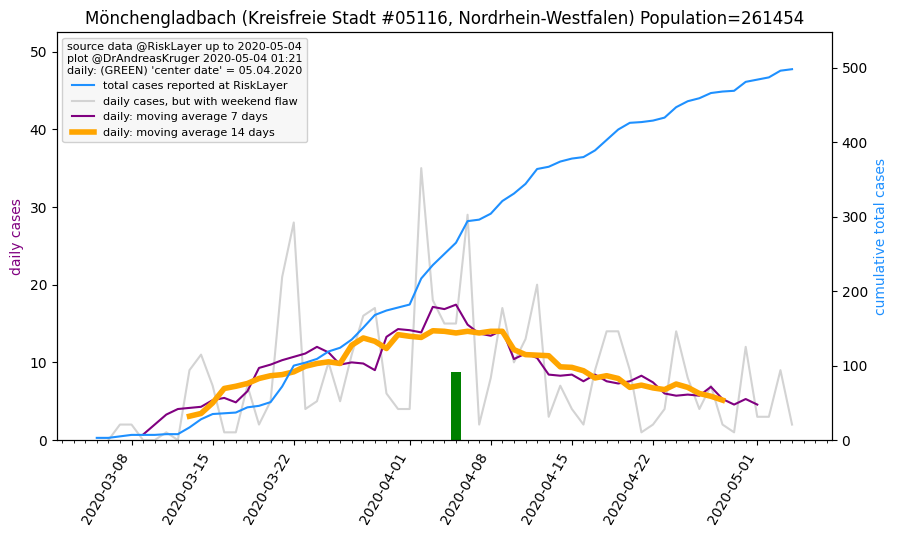 Mönchengladbach (Kreisfreie Stadt #05116, Nordrhein-Westfalen) Population=261454
source data @RiskLayer up to 2020-05-04
plot @DrAndreasKruger 2020-05-04 01:21
daily: (GREEN) 'center date' = 05.04.2020
total cases reported at RiskLayer
daily cases, but with weekend flaw
daily: moving average 7 days
daily: moving average 14 days
daily cases
50
40
30
20
10
0
cumulative total cases
500
400
300
200
100
0
2020-03-08
2020-03-15
2020-03-22
2020-04-01
2020-04-08
2020-04-15
2020-04-22
2020-05-01